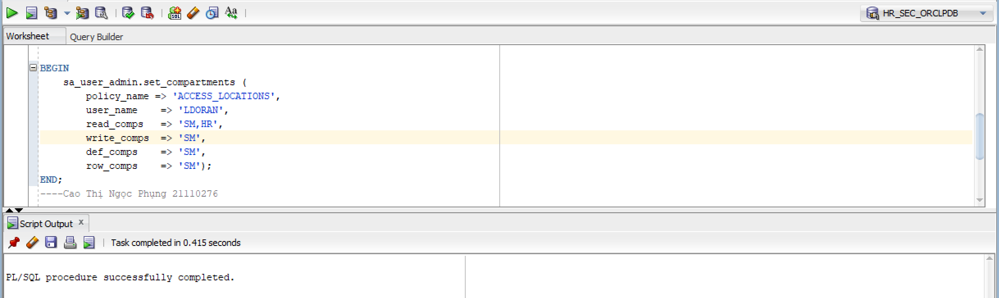 SQL
Aa
HR_SEC_ORCLPDB
Worksheet
Query Builder
BEGIN
    sa_user_admin.set_compartments (
        policy_name => 'ACCESS_LOCATIONS',
        user_name    => 'LDORAN',
        read_comps   => 'SM,HR',
        write_comps  => 'SM',
        def_comps    => 'SM',
        row_comps    => 'SM');
END;
----Cao Thị Ngọc Phụng 21110276
Script Output x
Task completed in 0.415 seconds
PL/SQL procedure successfully completed.